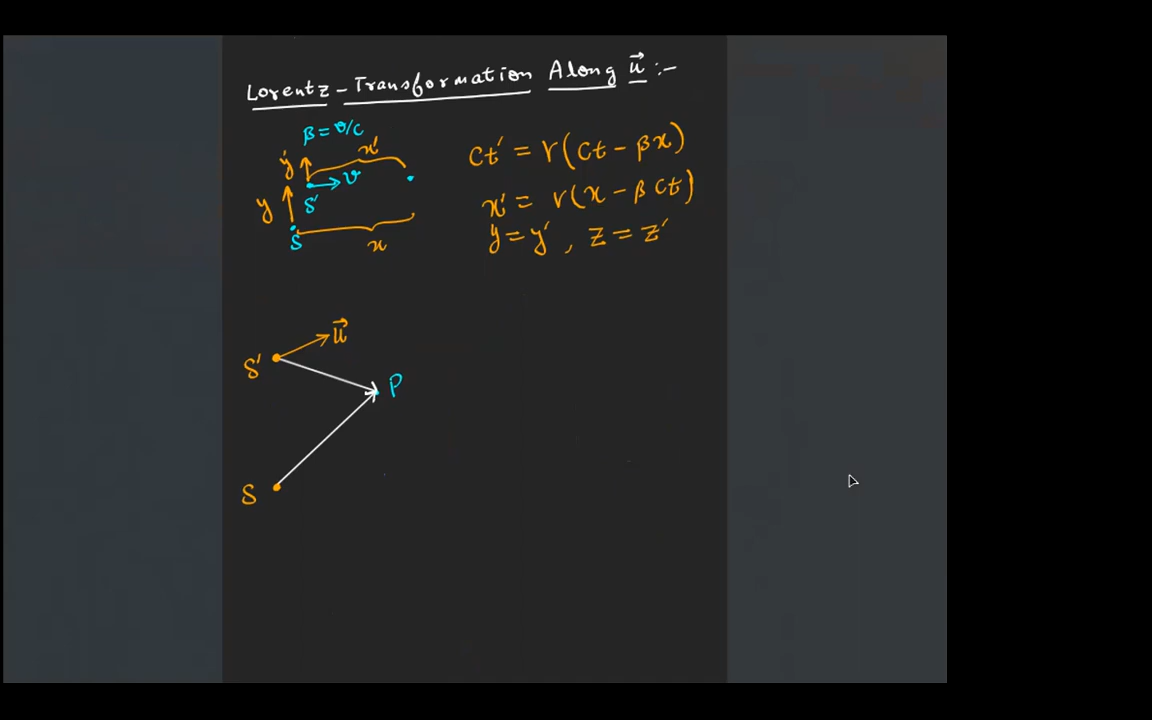 Lorentz - Transformation Along u⃗ :-
β = v/c
y' x'
v
y S'
S
x
ct' = γ(ct - βx)
x' = γ(x - βct)
y = y' , z = z'
u⃗
S'
P
S